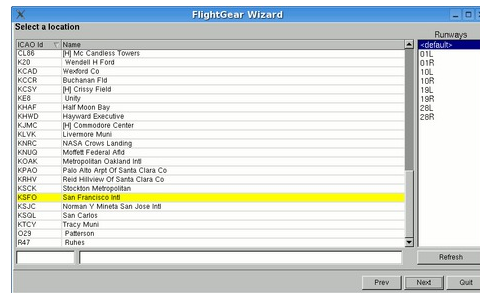 FlightGear Wizard
Select a location
Runways
ICAO Id Name
CL86 [H] Mc Candless Towers
K20 Wendell H Ford
KCAD Wexford Co
KCCR Buchanan Fld
KCSY [H] Crissy Field
KE8 Unity
KHAF Half Moon Bay
KHWD Hayward Executive
KJMC [H] Commodore Center
KLVK Livermore Muni
KNRC NASA Crows Landing
KNUQ Moffett Federal Afld
KOAK Metropolitan Oakland Intl
KPAO Palo Alto Arpt Of Santa Clara Co
KRHV Reid Hillview Of Santa Clara Co
KSCK Stockton Metropolitan
KSFO San Francisco Intl
KSJC Norman Y Mineta San Jose Intl
KSQL San Carlos
KTCY Tracy Muni
O29 Patterson
R47 Ruhes
<default>
01L
01R
10L
10R
19L
19R
28L
28R
Refresh
Prev Next Quit